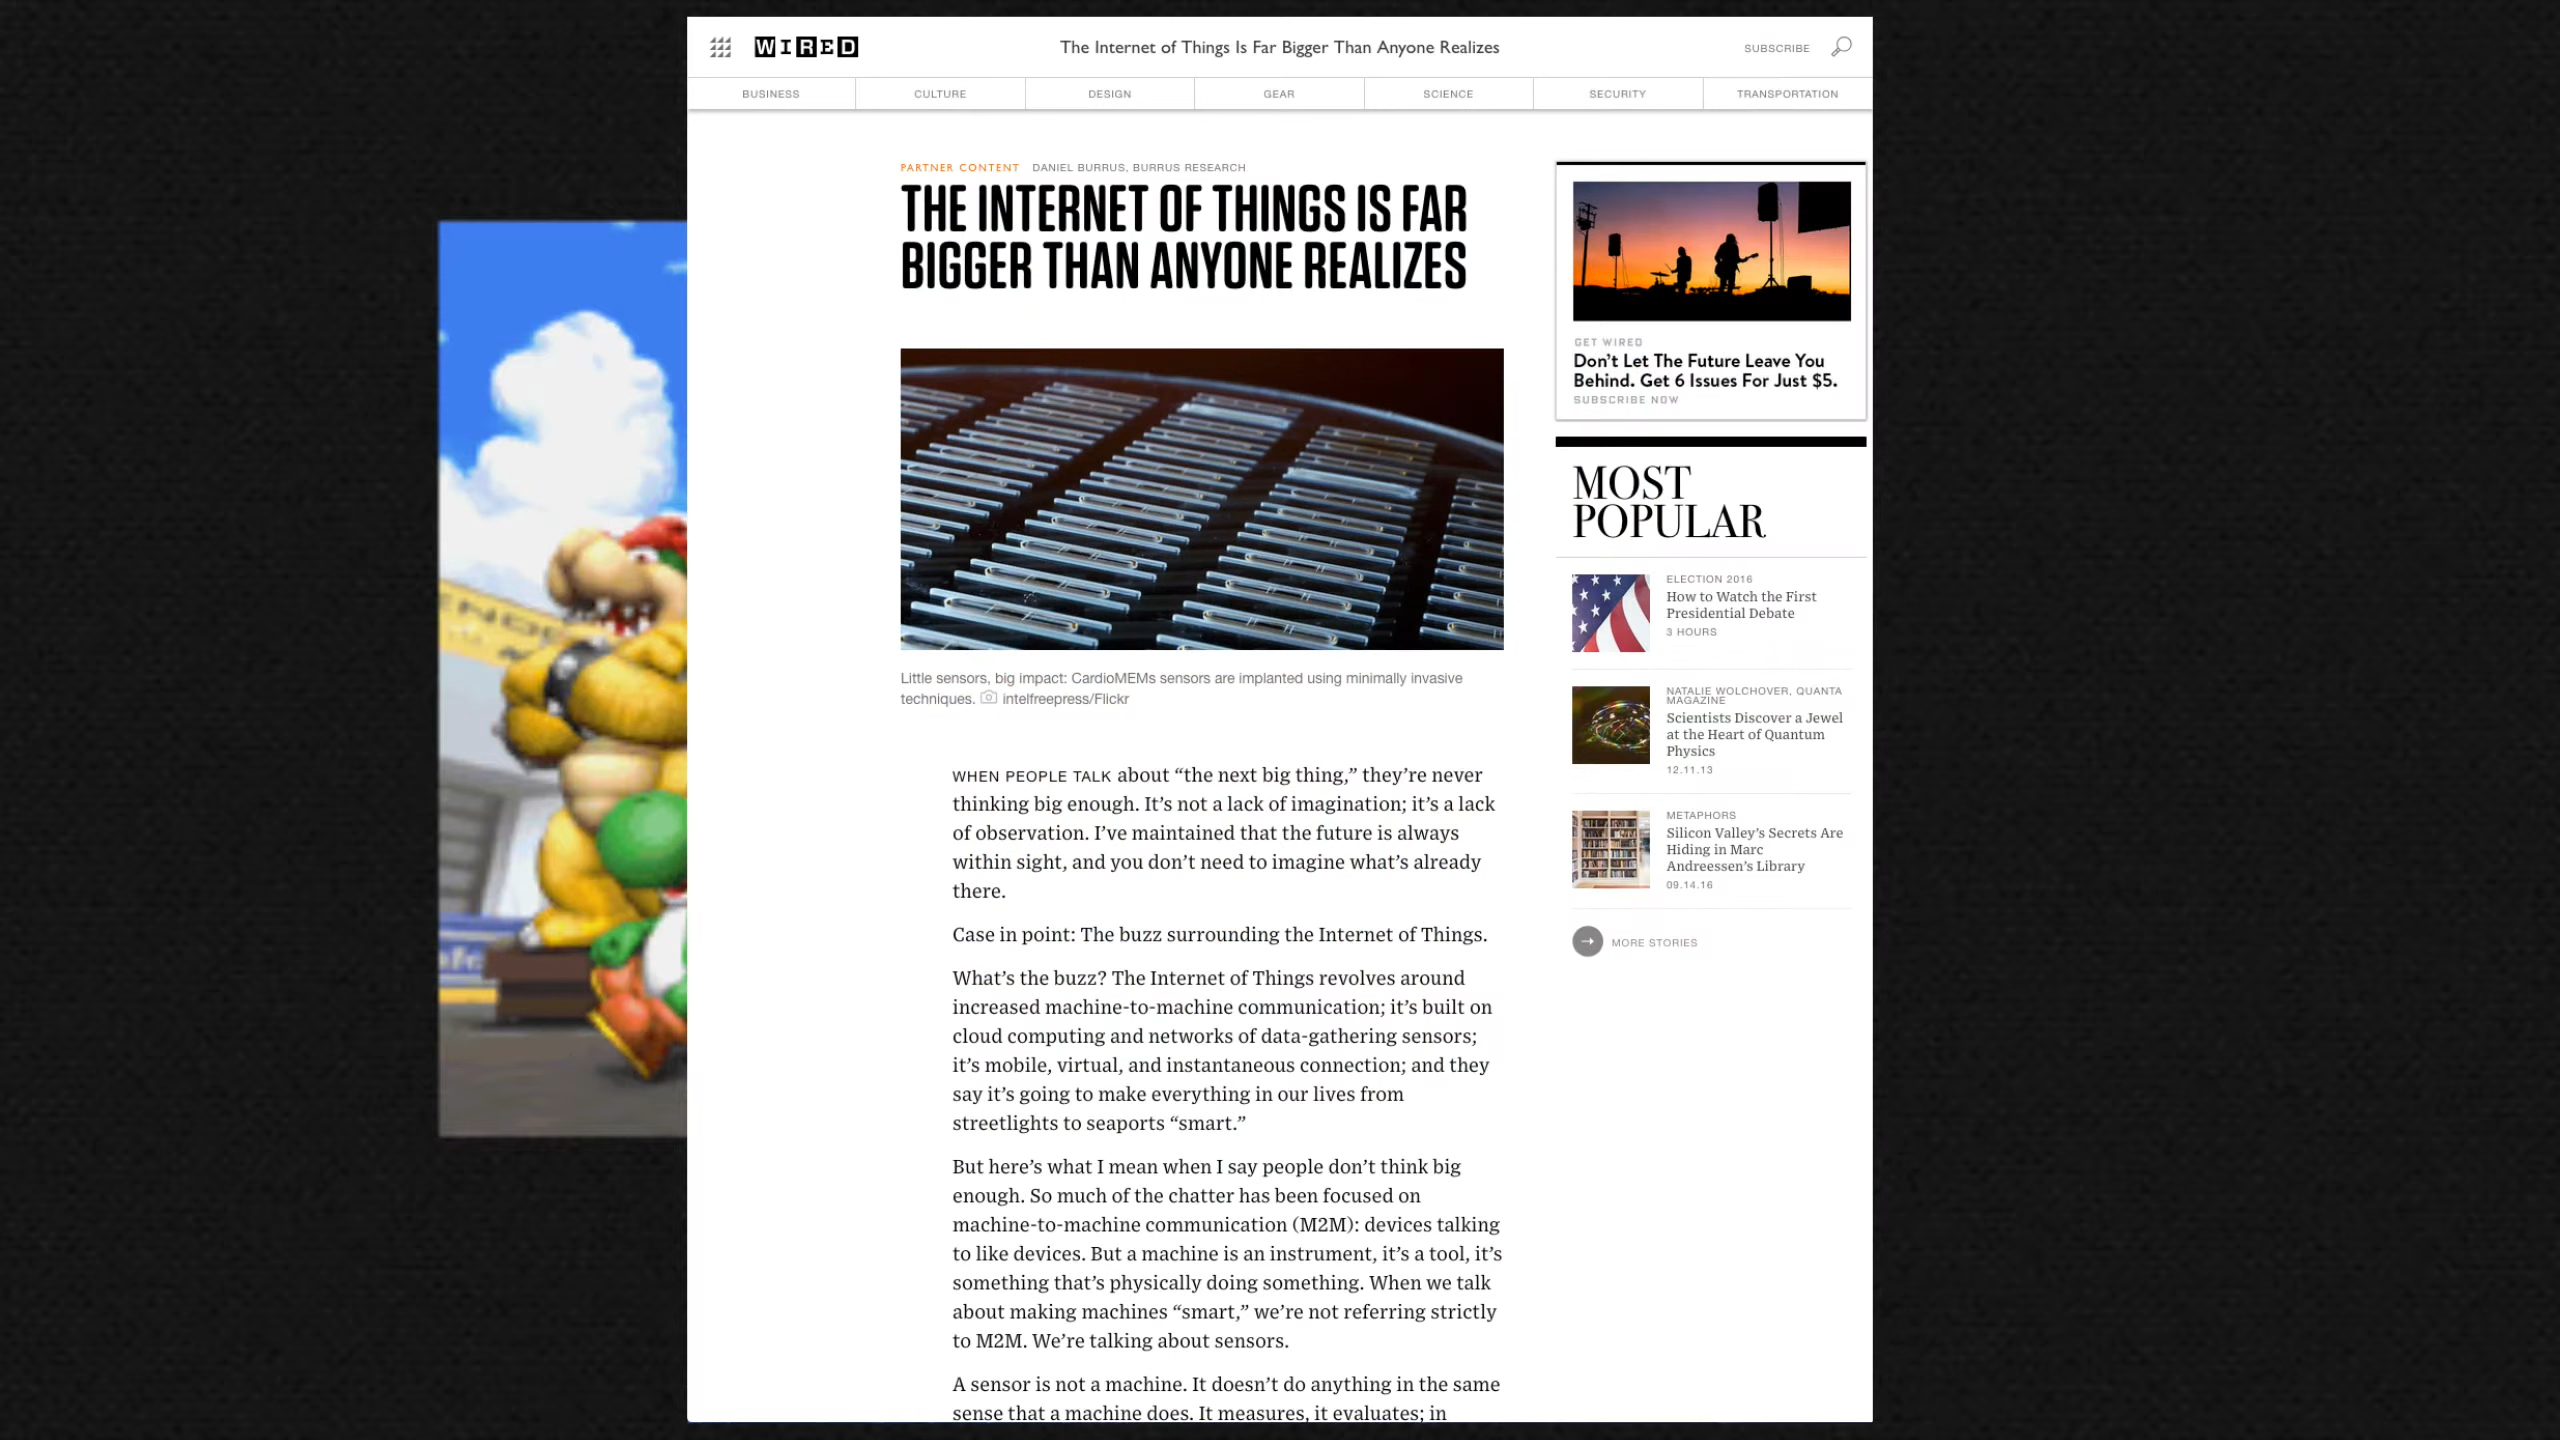 WIRED
The Internet of Things Is Far Bigger Than Anyone Realizes
SUBSCRIBE
BUSINESS
CULTURE
DESIGN
GEAR
SCIENCE
SECURITY
TRANSPORTATION
PARTNER CONTENT DANIEL BURRUS, BURRUS RESEARCH
THE INTERNET OF THINGS IS FAR
BIGGER THAN ANYONE REALIZES
Little sensors, big impact: CardioMEMs sensors are implanted using minimally invasive
techniques. intelfreepress/Flickr
WHEN PEOPLE TALK about “the next big thing,” they’re never
thinking big enough. It’s not a lack of imagination; it’s a lack
of observation. I’ve maintained that the future is always
within sight, and you don’t need to imagine what’s already
there.
Case in point: The buzz surrounding the Internet of Things.
What’s the buzz? The Internet of Things revolves around
increased machine-to-machine communication; it’s built on
cloud computing and networks of data-gathering sensors;
it’s mobile, virtual, and instantaneous connection; and they
say it’s going to make everything in our lives from
streetlights to seaports “smart.”
But here’s what I mean when I say people don’t think big
enough. So much of the chatter has been focused on
machine-to-machine communication (M2M): devices talking
to like devices. But a machine is an instrument, it’s a tool, it’s
something that’s physically doing something. When we talk
about making machines “smart,” we’re not referring strictly
to M2M. We’re talking about sensors.
A sensor is not a machine. It doesn’t do anything in the same
sense that a machine does. It measures, it evaluates; in
GET WIRED
Don’t Let The Future Leave You
Behind. Get 6 Issues For Just $5.
SUBSCRIBE NOW
MOST
POPULAR
ELECTION 2016
How to Watch the First
Presidential Debate
3 HOURS
NATALIE WOLCHOVER, QUANTA
MAGAZINE
Scientists Discover a Jewel
at the Heart of Quantum
Physics
12.11.13
METAPHORS
Silicon Valley’s Secrets Are
Hiding in Marc
Andreessen’s Library
09.14.16
MORE STORIES